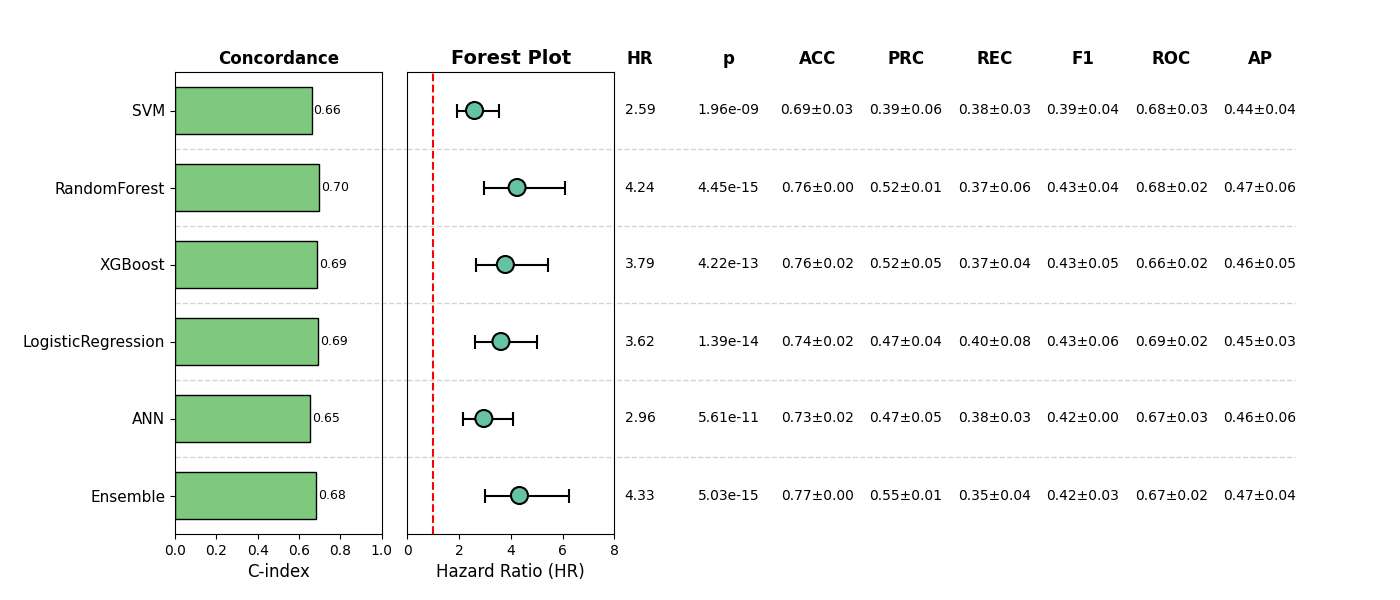 Concordance Forest Plot HR p ACC PRC REC F1 ROC AP
SVM 0.66 2.59 1.96e-09 0.69±0.03 0.39±0.06 0.38±0.03 0.39±0.04 0.68±0.03 0.44±0.04
RandomForest 0.70 4.24 4.45e-15 0.76±0.00 0.52±0.01 0.37±0.06 0.43±0.04 0.68±0.02 0.47±0.06
XGBoost 0.69 3.79 4.22e-13 0.76±0.02 0.52±0.05 0.37±0.04 0.43±0.05 0.66±0.02 0.46±0.05
LogisticRegression 0.69 3.62 1.39e-14 0.74±0.02 0.47±0.04 0.40±0.08 0.43±0.06 0.69±0.02 0.45±0.03
ANN 0.65 2.96 5.61e-11 0.73±0.02 0.47±0.05 0.38±0.03 0.42±0.00 0.67±0.03 0.46±0.06
Ensemble 0.68 4.33 5.03e-15 0.77±0.00 0.55±0.01 0.35±0.04 0.42±0.03 0.67±0.02 0.47±0.04
0.0 0.2 0.4 0.6 0.8 1.0 0 2 4 6 8
C-index Hazard Ratio (HR)